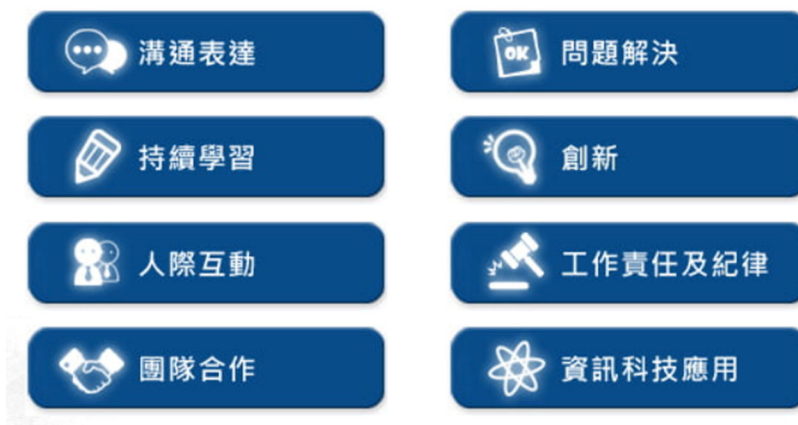 溝通表達
問題解決
持續學習
創新
人際互動
工作責任及紀律
團隊合作
資訊科技應用
OK